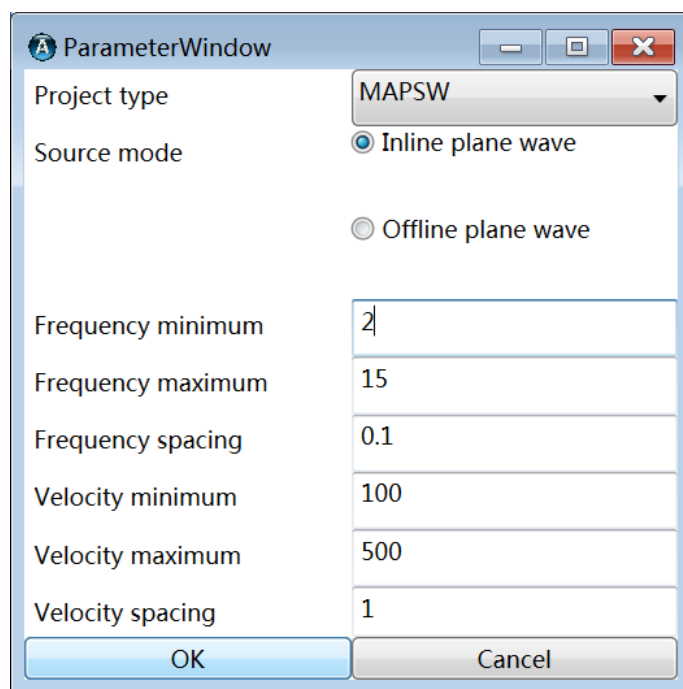 ParameterWindow
Project type MAPSW
Source mode Inline plane wave
Offline plane wave
Frequency minimum 2
Frequency maximum 15
Frequency spacing 0.1
Velocity minimum 100
Velocity maximum 500
Velocity spacing 1
OK Cancel